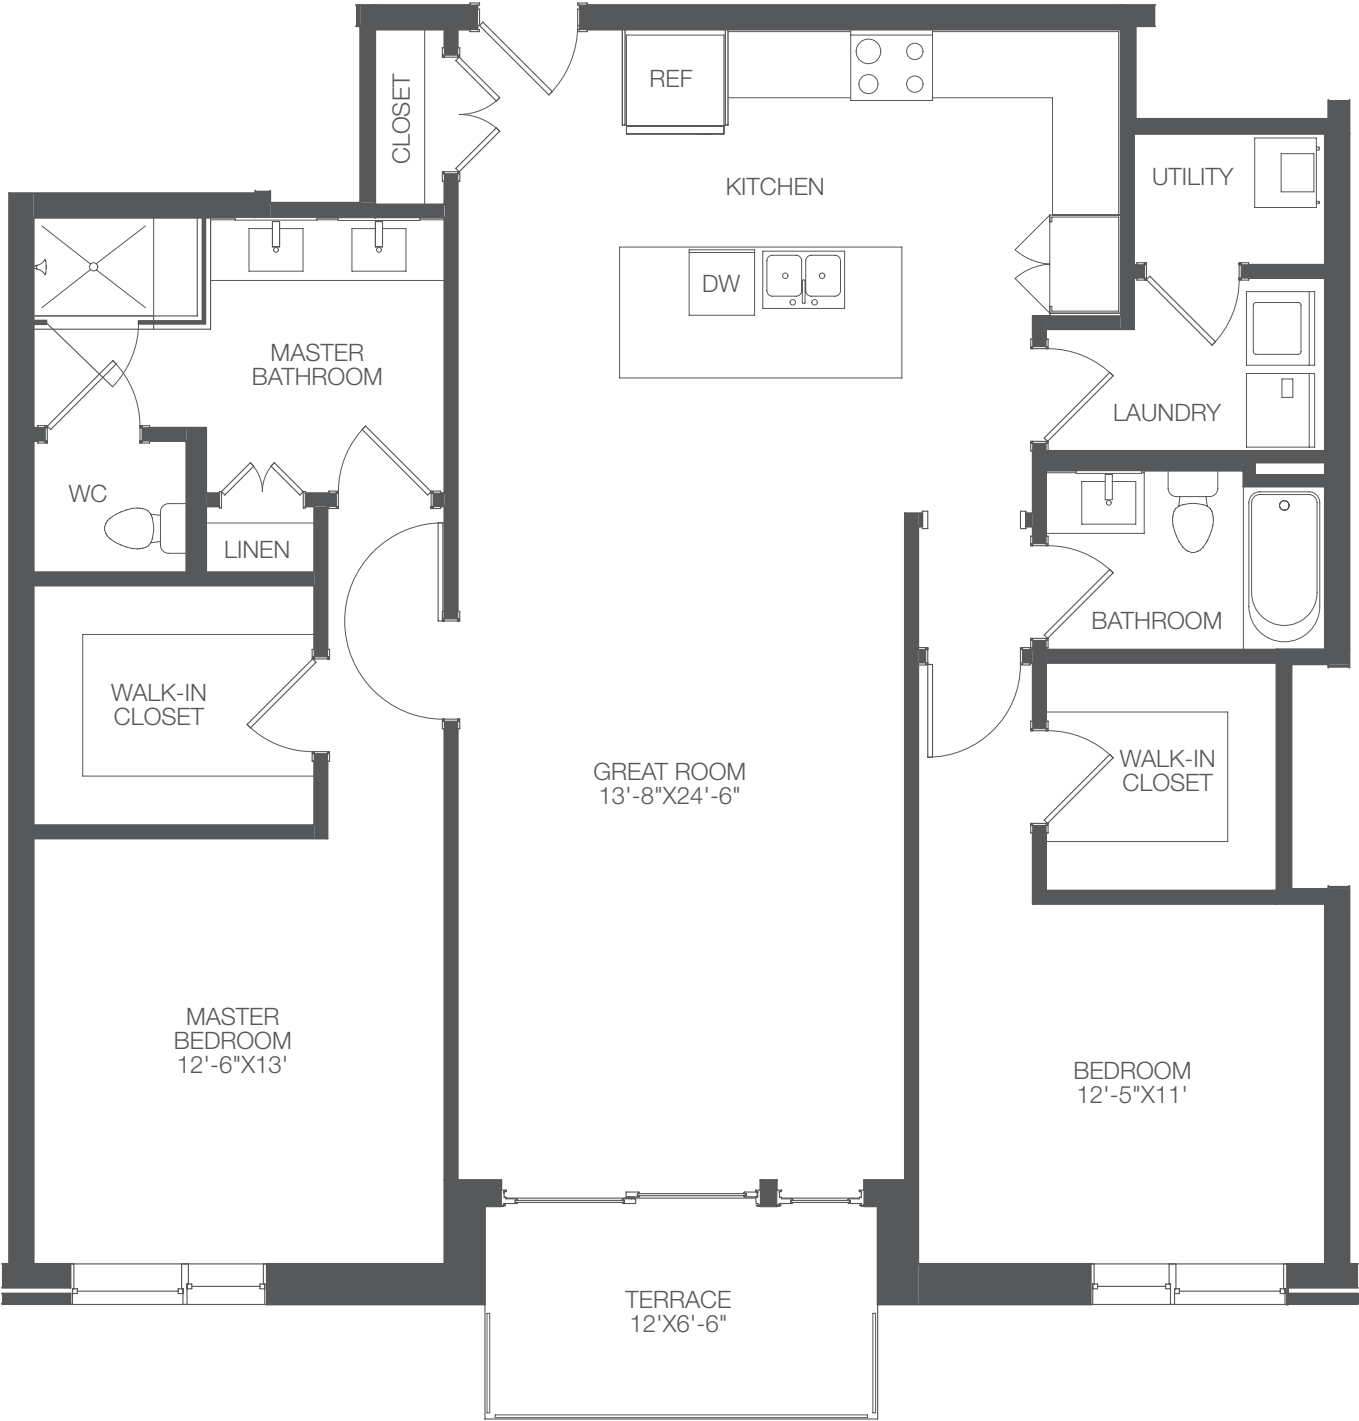 REF
CLOSET
KITCHEN
UTILITY
DW
MASTER
BATHROOM
LAUNDRY
WC
LINEN
BATHROOM
WALK-IN
CLOSET
GREAT ROOM
13'-8"X24'-6"
WALK-IN
CLOSET
MASTER
BEDROOM
12'-6"X13'
BEDROOM
12'-5"X11'
TERRACE
12'X6'-6"